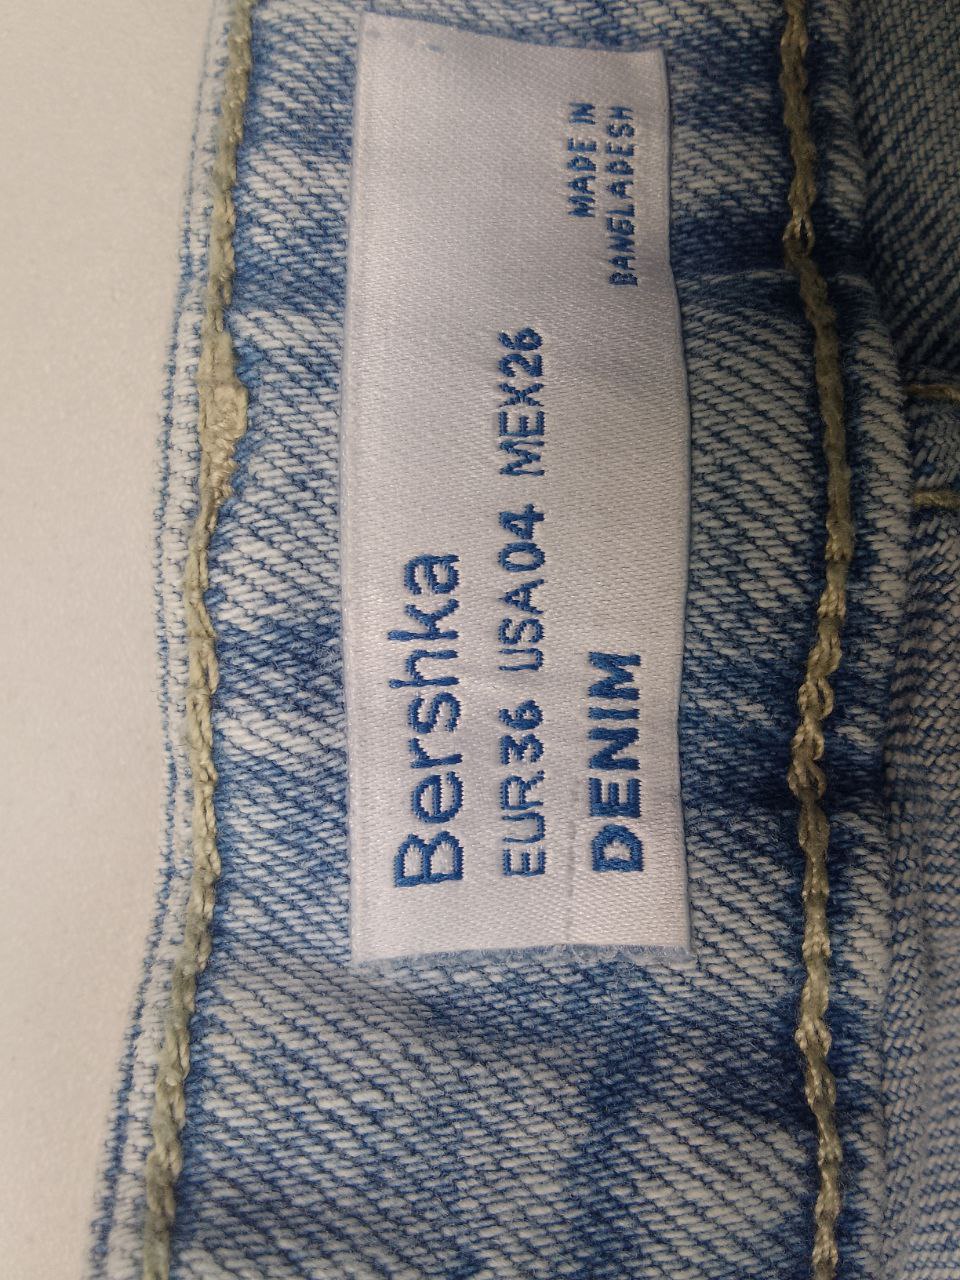 Bershka
EUR36 USA04 MEX26
DENIM
MADE IN
BANGLADESH